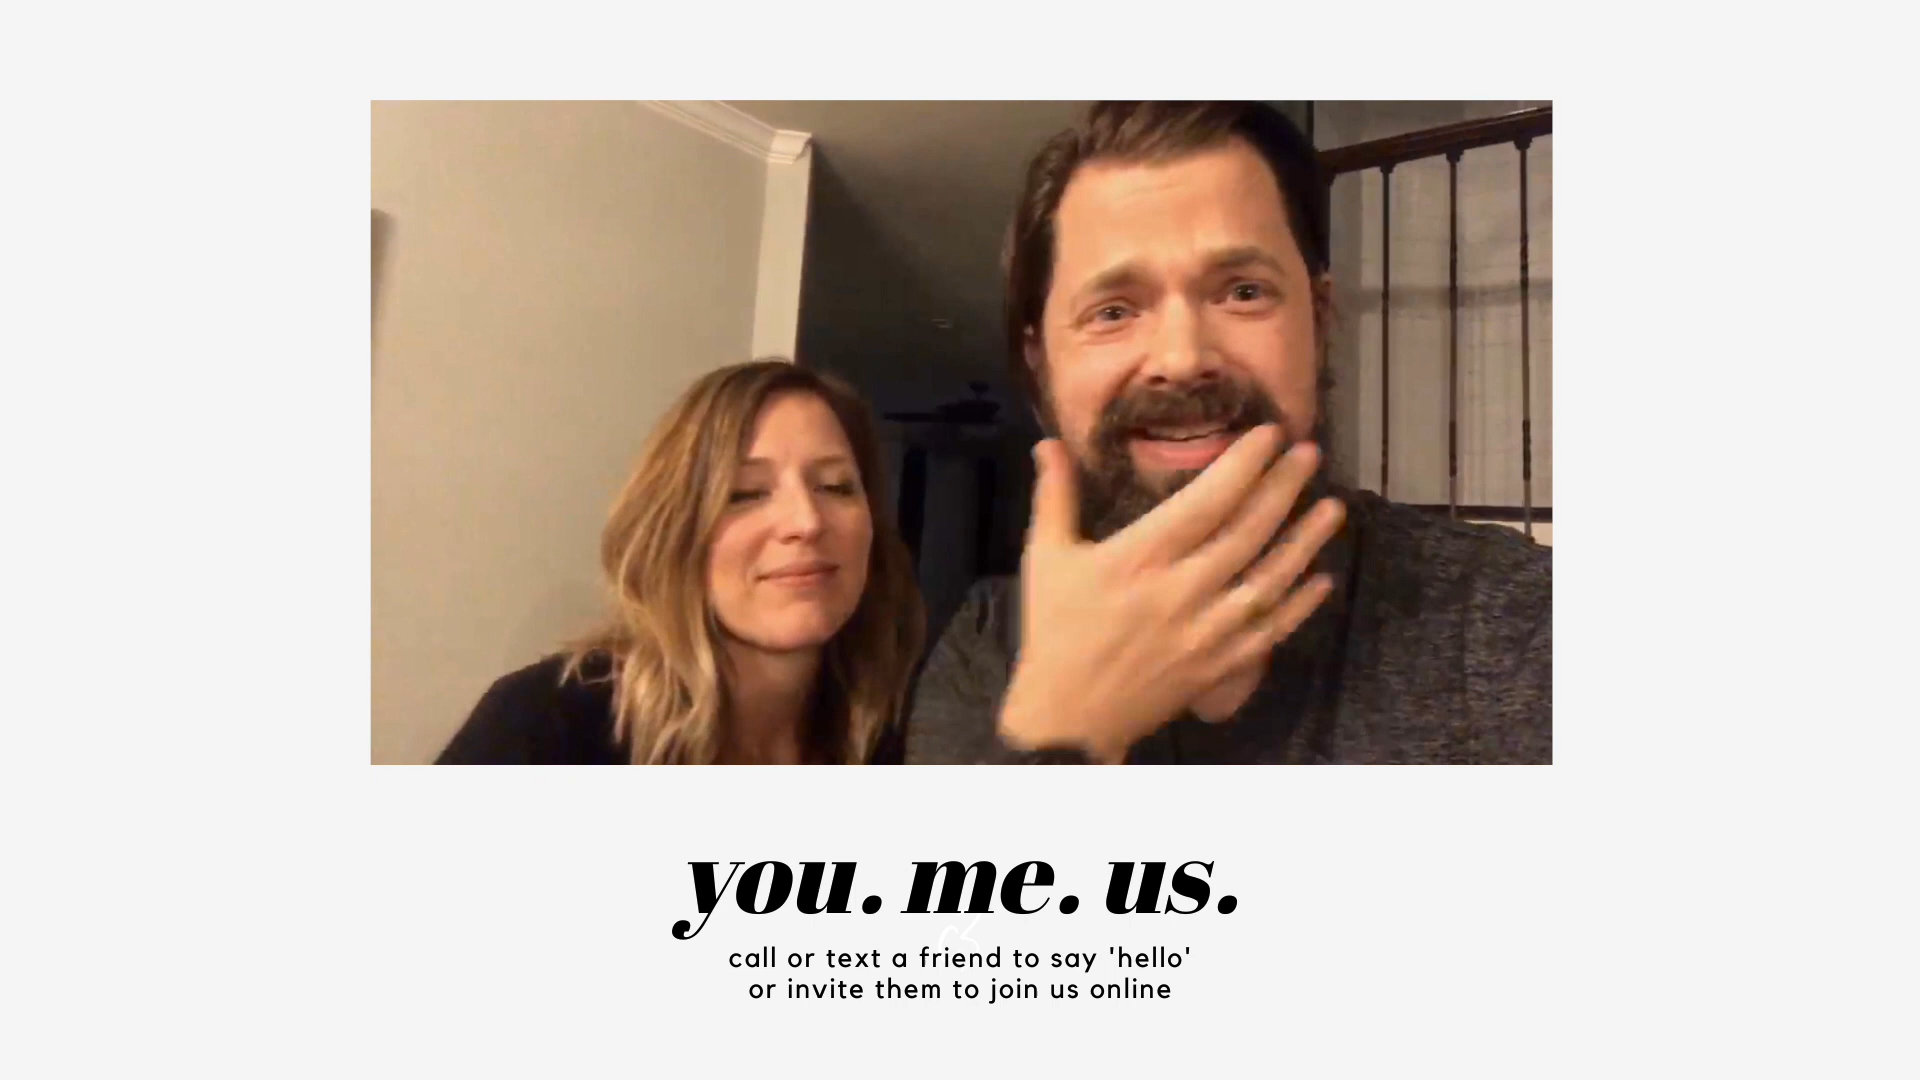 you. me. us.
call or text a friend to say 'hello'
or invite them to join us online